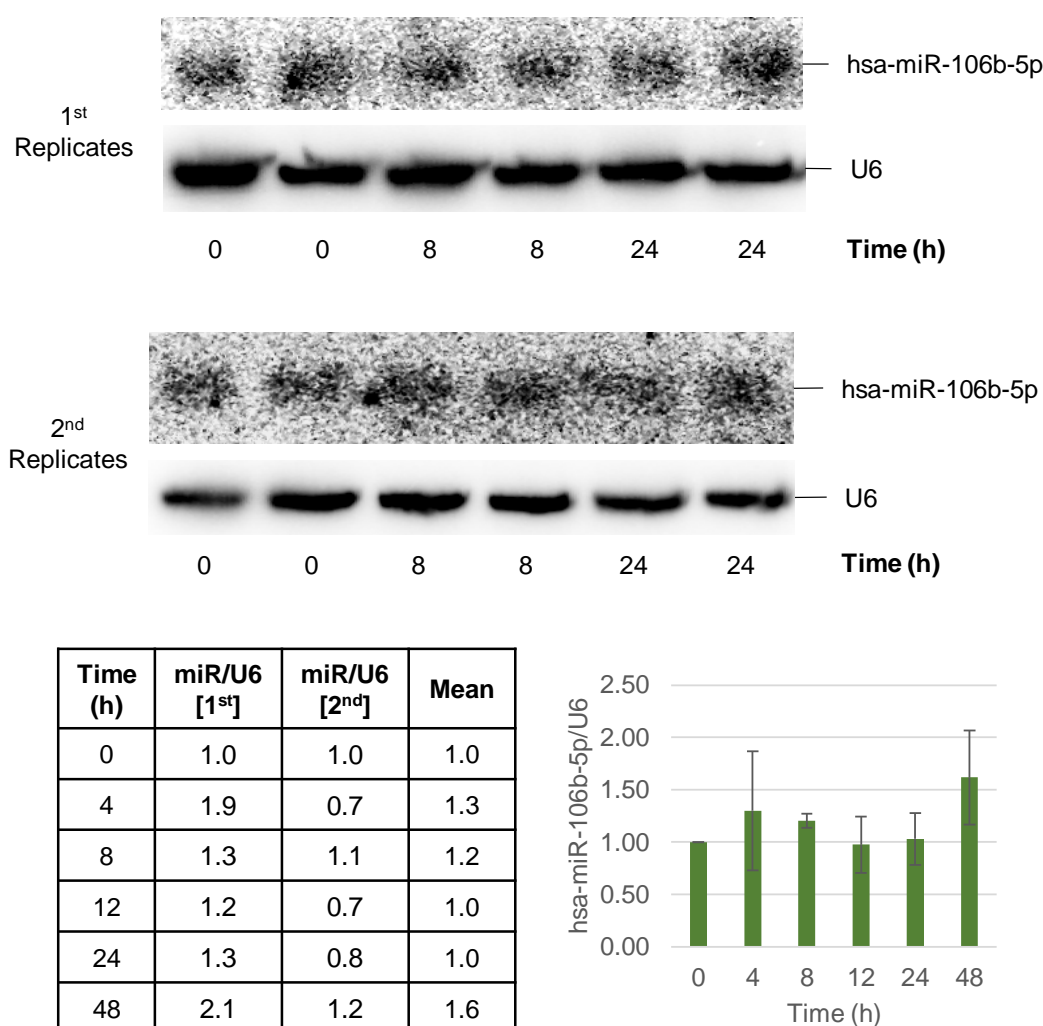 hsa-miR-106b-5p
1st
Replicates
U6
0 0 8 8 24 24 Time (h)
hsa-miR-106b-5p
2nd
Replicates
U6
0 0 8 8 24 24 Time (h)
Time (h) miR/U6 [1st] miR/U6 [2nd] Mean
0 1.0 1.0 1.0
4 1.9 0.7 1.3
8 1.3 1.1 1.2
12 1.2 0.7 1.0
24 1.3 0.8 1.0
48 2.1 1.2 1.6
hsa-miR-106b-5p/U6
2.50
2.00
1.50
1.00
0.50
0.00
0 4 8 12 24 48
Time (h)